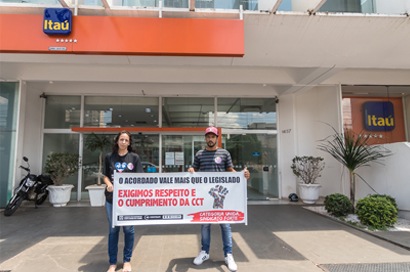 Itaú
Itaú
O ACORDADO VALE MAIS QUE O LEGISLADO
EXIGIMOS RESPEITO E
O CUMPRIMENTO DA CCT
CATEGORIA UNIDA
SINDICATO FORTE